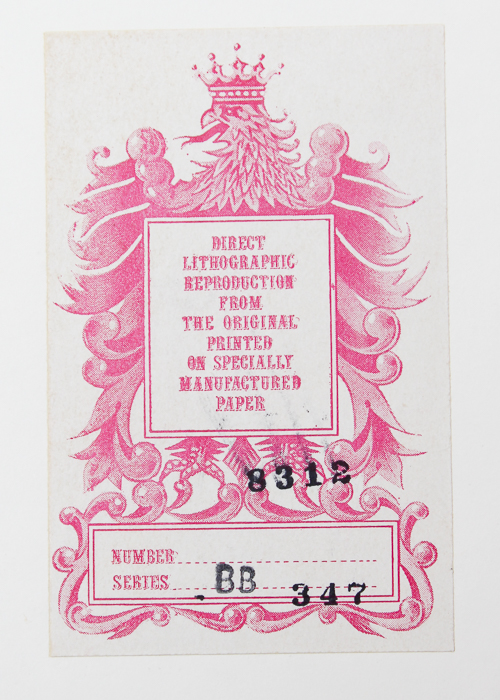 DIRECT
LITHOGRAPHIC
REPRODUCTION
FROM
THE ORIGINAL
PRINTED
ON SPECIALLY
MANUFACTURED
PAPER
8312
NUMBER
SERIES BB
347